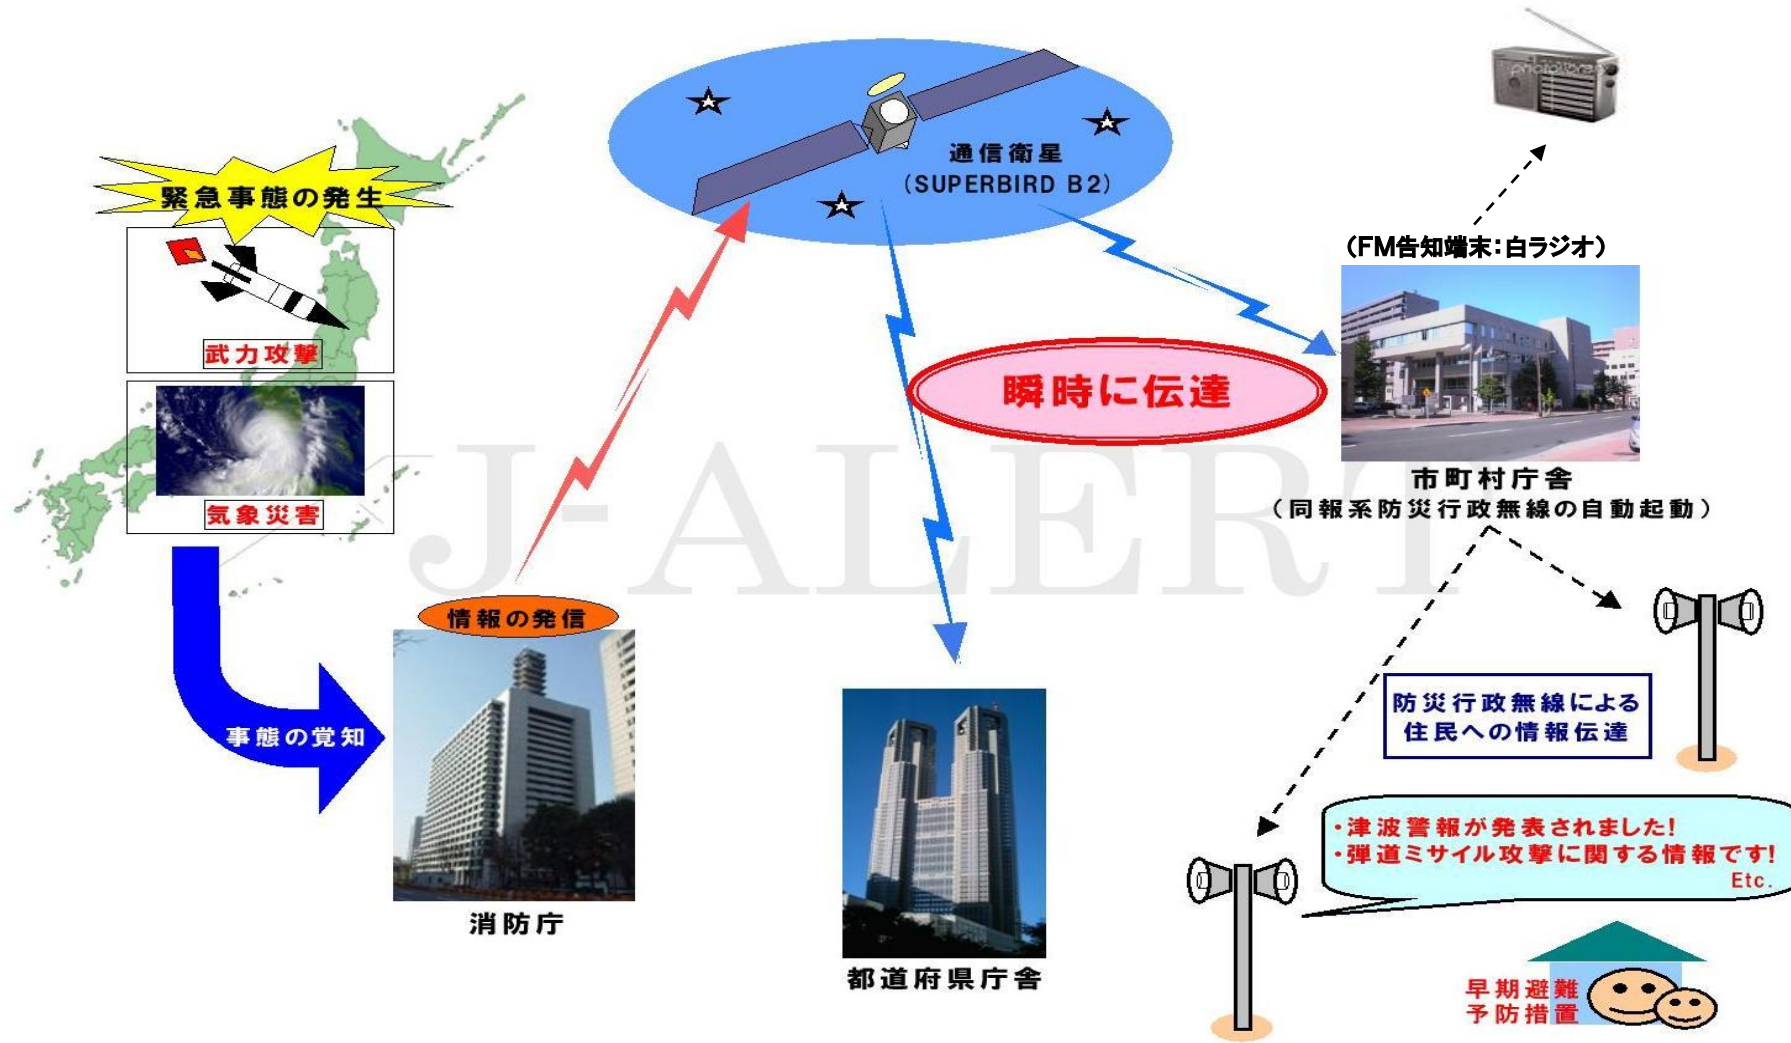 緊急事態の発生
武力攻撃
気象災害
事態の覚知
情報の発信
消防庁
通信衛星
（SUPERBIRD B2）
瞬時に伝達
都道府県庁舎
（FM告知端末：白ラジオ）
市町村庁舎
（同報系防災行政無線の自動起動）
防災行政無線による
住民への情報伝達
・津波警報が発表されました！
・弾道ミサイル攻撃に関する情報です！
Etc.
早期避難
予防措置
J-ALERT